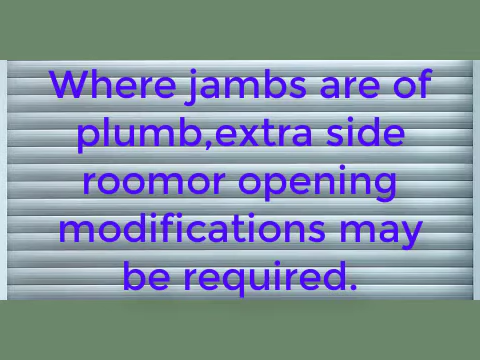 Where jambs are of
plumb,extra side
roomor opening
modifications may
be required.